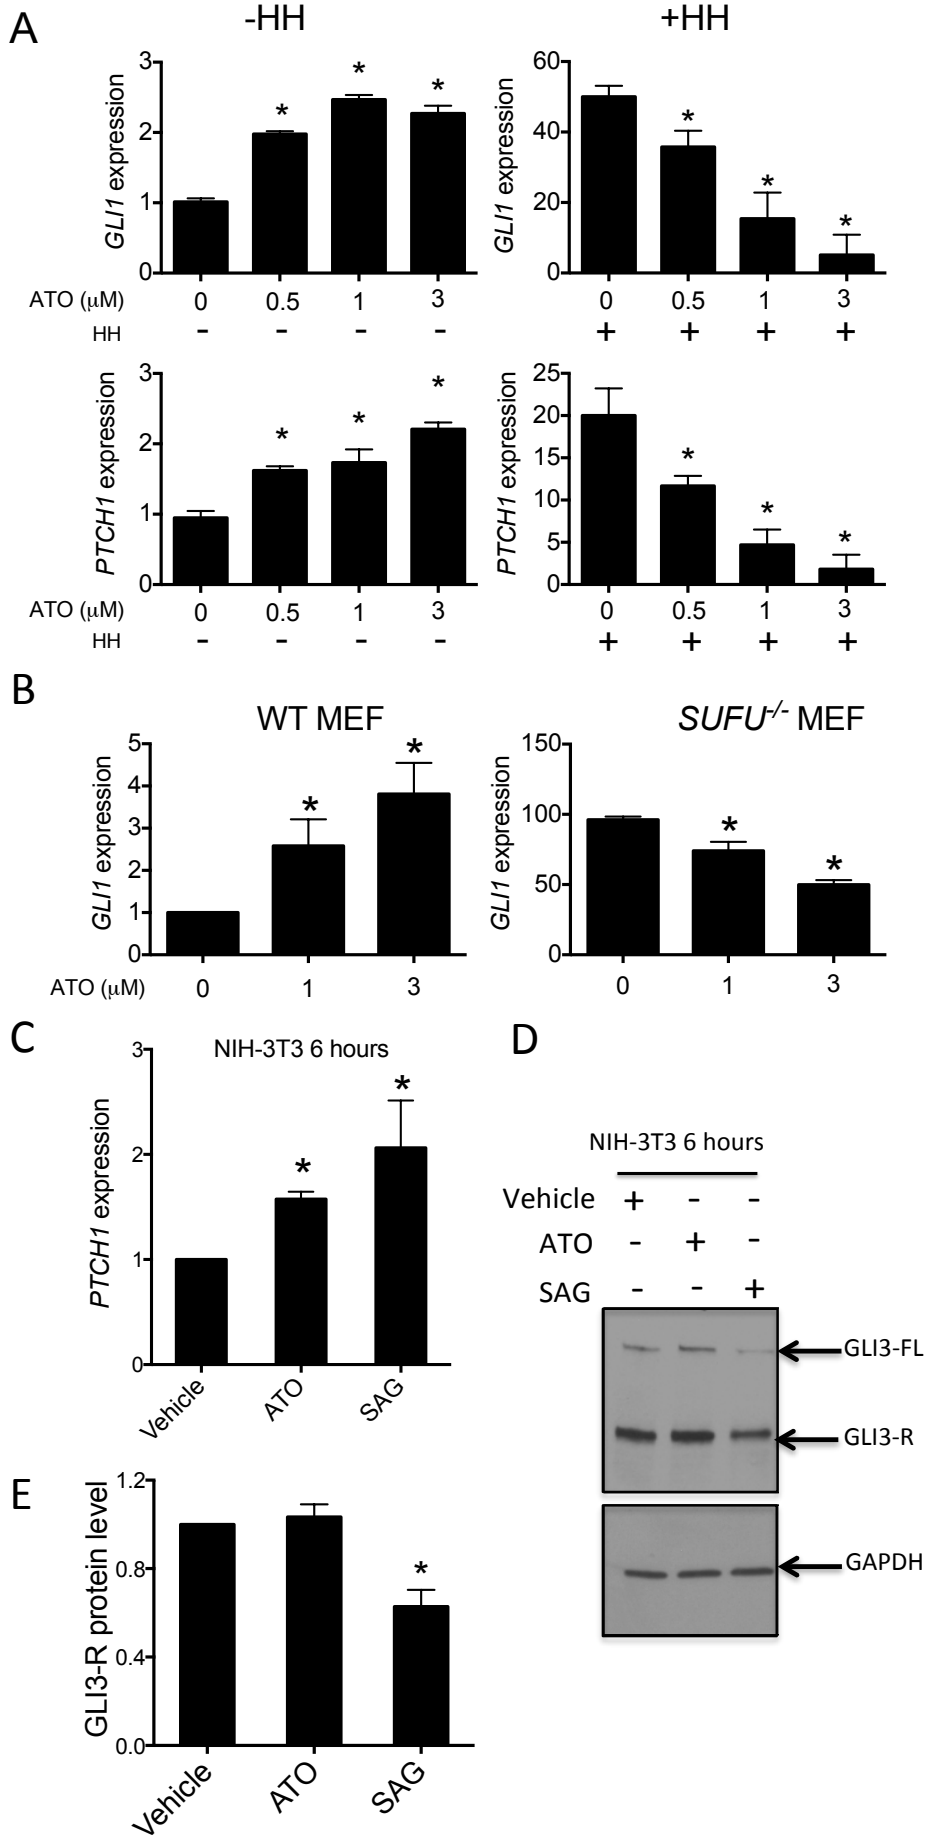 A
-HH
+HH
GLI1 expression
3
2
1
0
* * *
ATO (μM) 0 0.5 1 3
HH - - - -
GLI1 expression
60
40
20
0
* * *
0 0.5 1 3
+ + + +
PTCH1 expression
3
2
1
0
* * *
ATO (μM) 0 0.5 1 3
HH - - - -
PTCH1 expression
25
20
15
10
5
0
* * *
0 0.5 1 3
+ + + +
B
WT MEF
GLI1 expression
5
4
3
2
1
0
* *
ATO (μM) 0 1 3
SUFU-/- MEF
GLI1 expression
150
100
50
0
* *
0 1 3
C
NIH-3T3 6 hours
PTCH1 expression
3
2
1
0
* *
Vehicle ATO SAG
D
NIH-3T3 6 hours
Vehicle + - -
ATO - + -
SAG - - +
GLI3-FL
GLI3-R
GAPDH
E
GLI3-R protein level
1.2
0.8
0.4
0.0
*
Vehicle ATO SAG